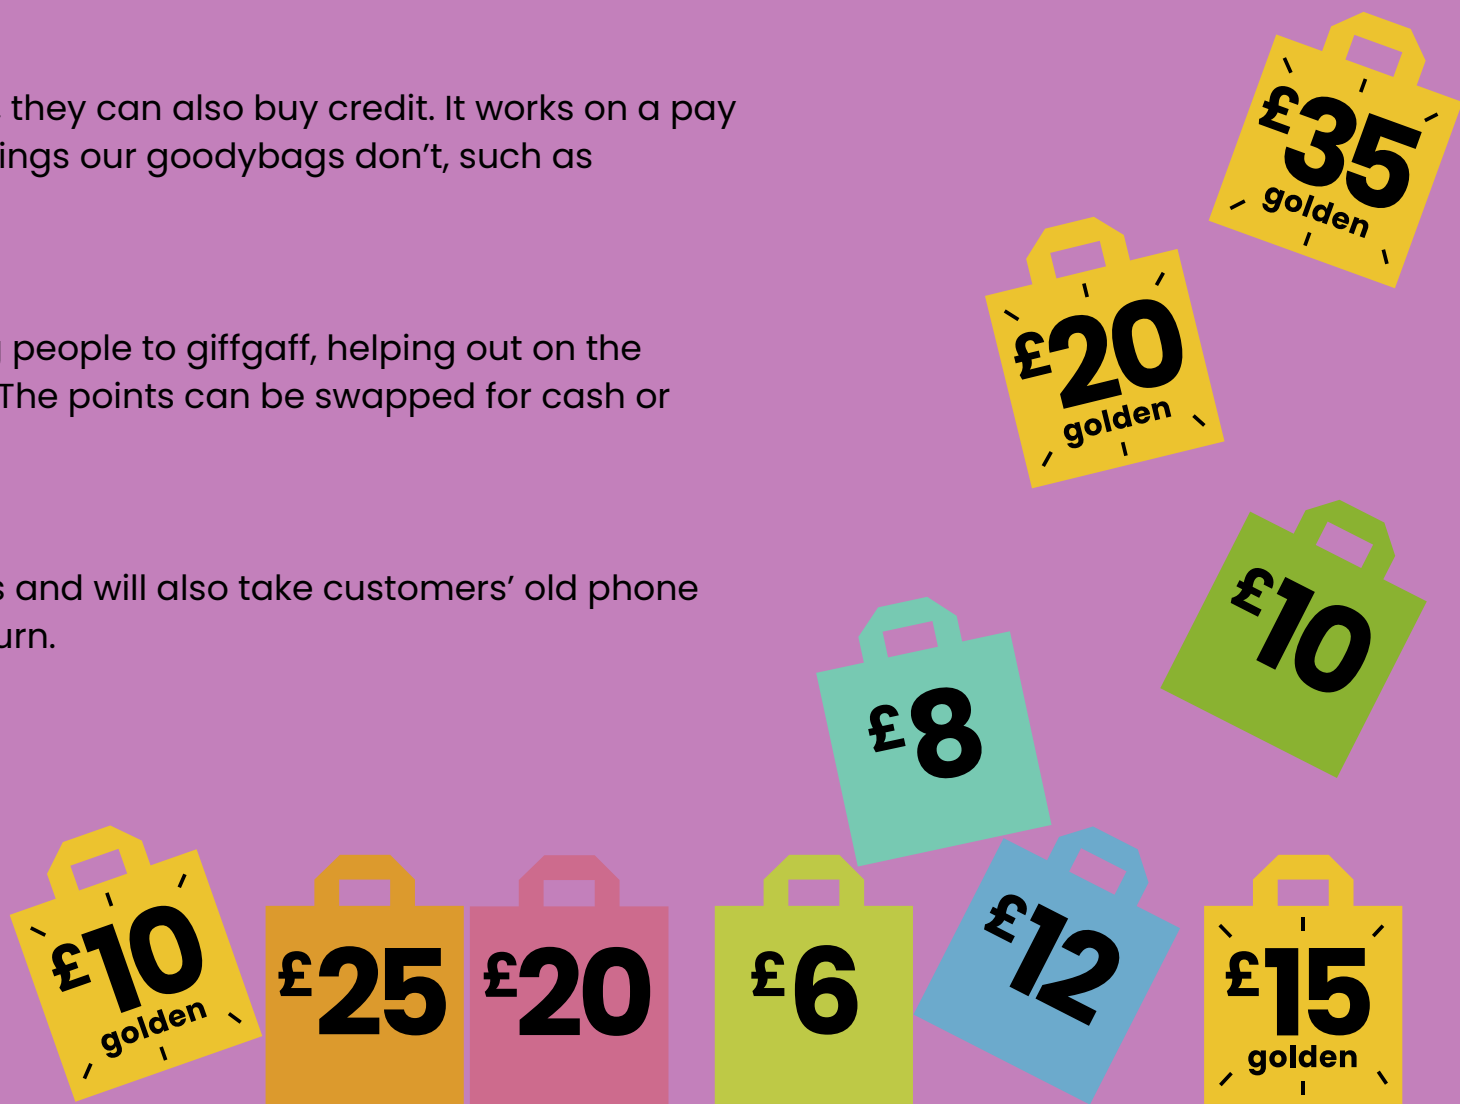 they can also buy credit. It works on a pay
ings our goodybags don’t, such as
people to giffgaff, helping out on the
The points can be swapped for cash or
and will also take customers’ old phone
urn.
£35
golden
£20
golden
£10
£8
£10
golden
£25
£20
£6
£12
£15
golden